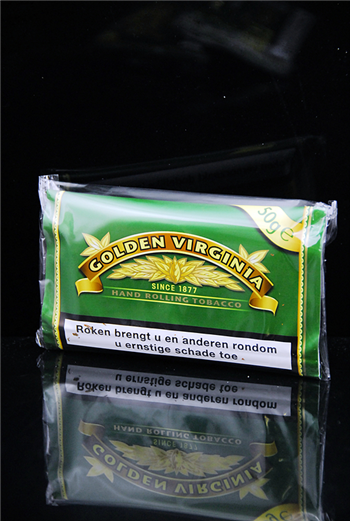 50g e
GOLDEN VIRGINIA
SINCE 1877
HAND ROLLING TOBACCO
Roken brengt u en anderen rondom
u ernstige schade toe